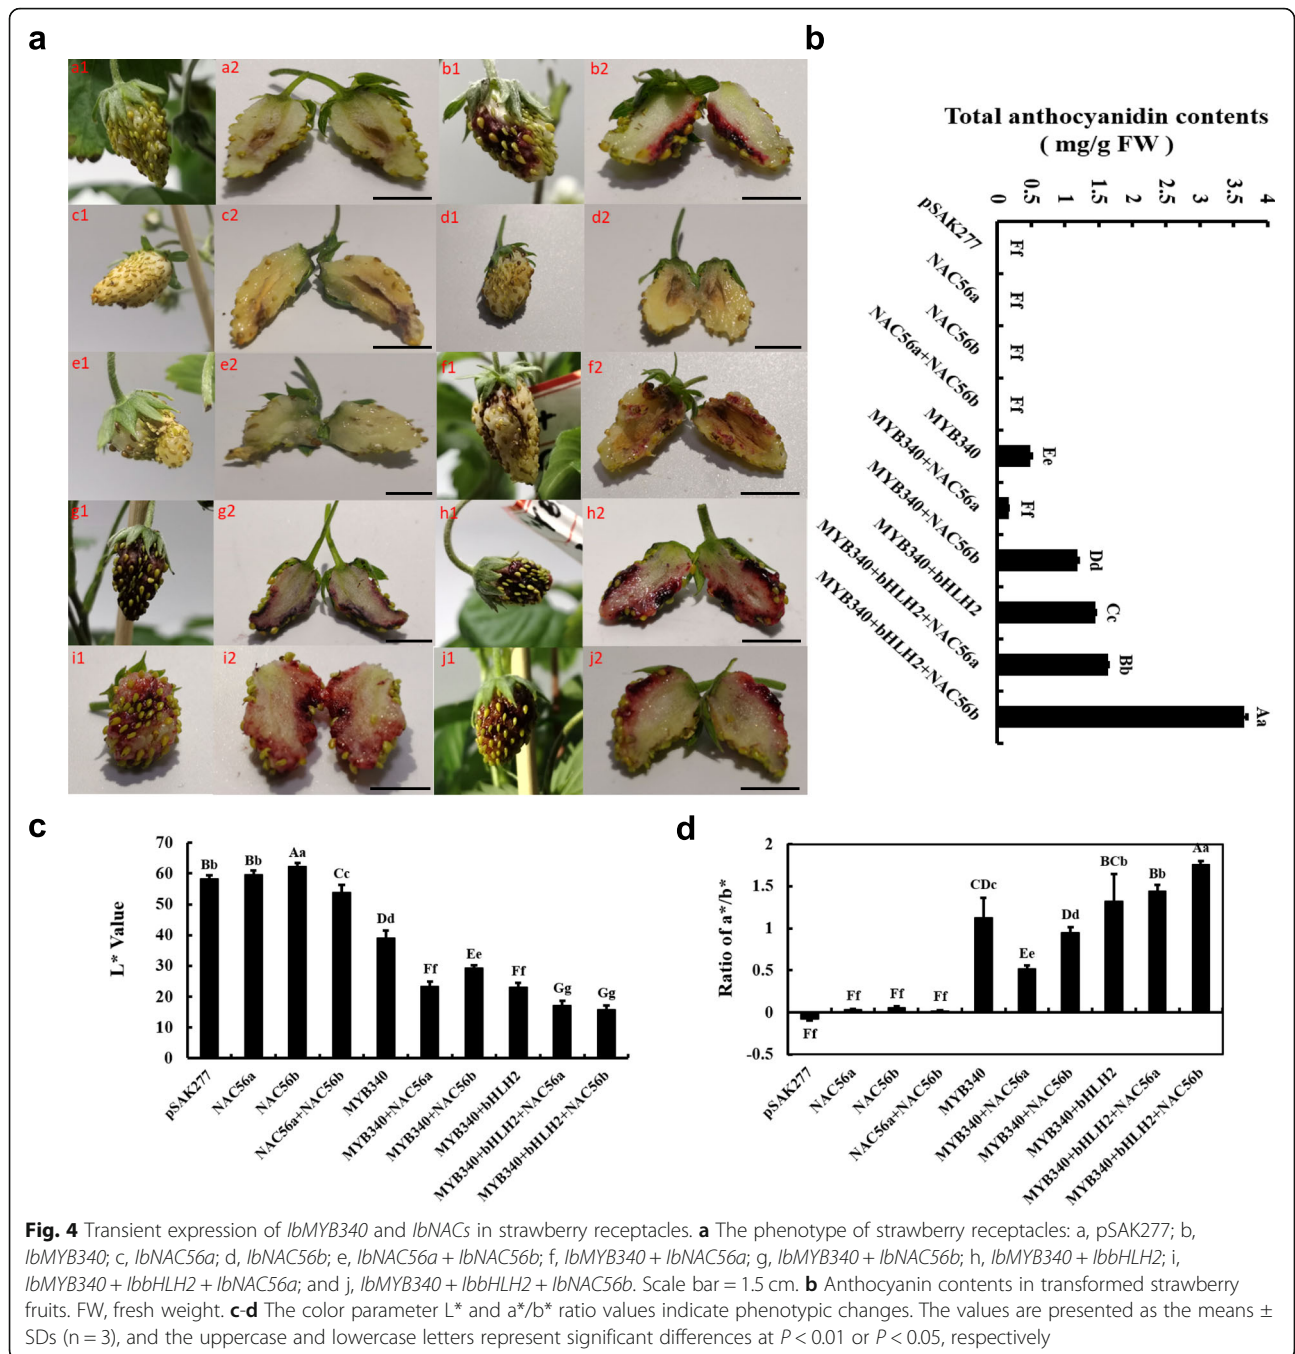 a
b
a1
a2
b1
b2
c1
c2
d1
d2
e1
e2
f1
f2
g1
g2
h1
h2
i1
i2
j1
j2
Total anthocyanidin contents
( mg/g FW )
0
0.5
1
1.5
2
2.5
3
3.5
4
pSAK277
Ff
NAC56a
Ff
NAC56b
Ff
NAC56a+NAC56b
Ff
MYB340
Ee
MYB340+NAC56a
Ff
MYB340+NAC56b
Dd
MYB340+bHLH2
Cc
MYB340+bHLH2+NAC56a
Bb
MYB340+bHLH2+NAC56b
Aa
c
L* Value
70
60
50
40
30
20
10
0
Bb
Bb
Aa
Cc
Dd
Ff
Ee
Ff
Gg
Gg
pSAK277
NAC56a
NAC56b
NAC56a+NAC56b
MYB340
MYB340+NAC56a
MYB340+NAC56b
MYB340+bHLH2
MYB340+bHLH2+NAC56a
MYB340+bHLH2+NAC56b
d
Ratio of a*/b*
2
1.5
1
0.5
0
-0.5
Ff
Ff
Ff
Ff
CDc
Ee
Dd
BCb
Bb
Aa
pSAK277
NAC56a
NAC56b
NAC56a+NAC56b
MYB340
MYB340+NAC56a
MYB340+NAC56b
MYB340+bHLH2
MYB340+bHLH2+NAC56a
MYB340+bHLH2+NAC56b
Fig. 4 Transient expression of IbMYB340 and IbNACs in strawberry receptacles. a The phenotype of strawberry receptacles: a, pSAK277; b,
IbMYB340; c, IbNAC56a; d, IbNAC56b; e, IbNAC56a + IbNAC56b; f, IbMYB340 + IbNAC56a; g, IbMYB340 + IbNAC56b; h, IbMYB340 + IbbHLH2; i,
IbMYB340 + IbbHLH2 + IbNAC56a; and j, IbMYB340 + IbbHLH2 + IbNAC56b. Scale bar = 1.5 cm. b Anthocyanin contents in transformed strawberry
fruits. FW, fresh weight. c-d The color parameter L* and a*/b* ratio values indicate phenotypic changes. The values are presented as the means ±
SDs (n = 3), and the uppercase and lowercase letters represent significant differences at P < 0.01 or P < 0.05, respectively